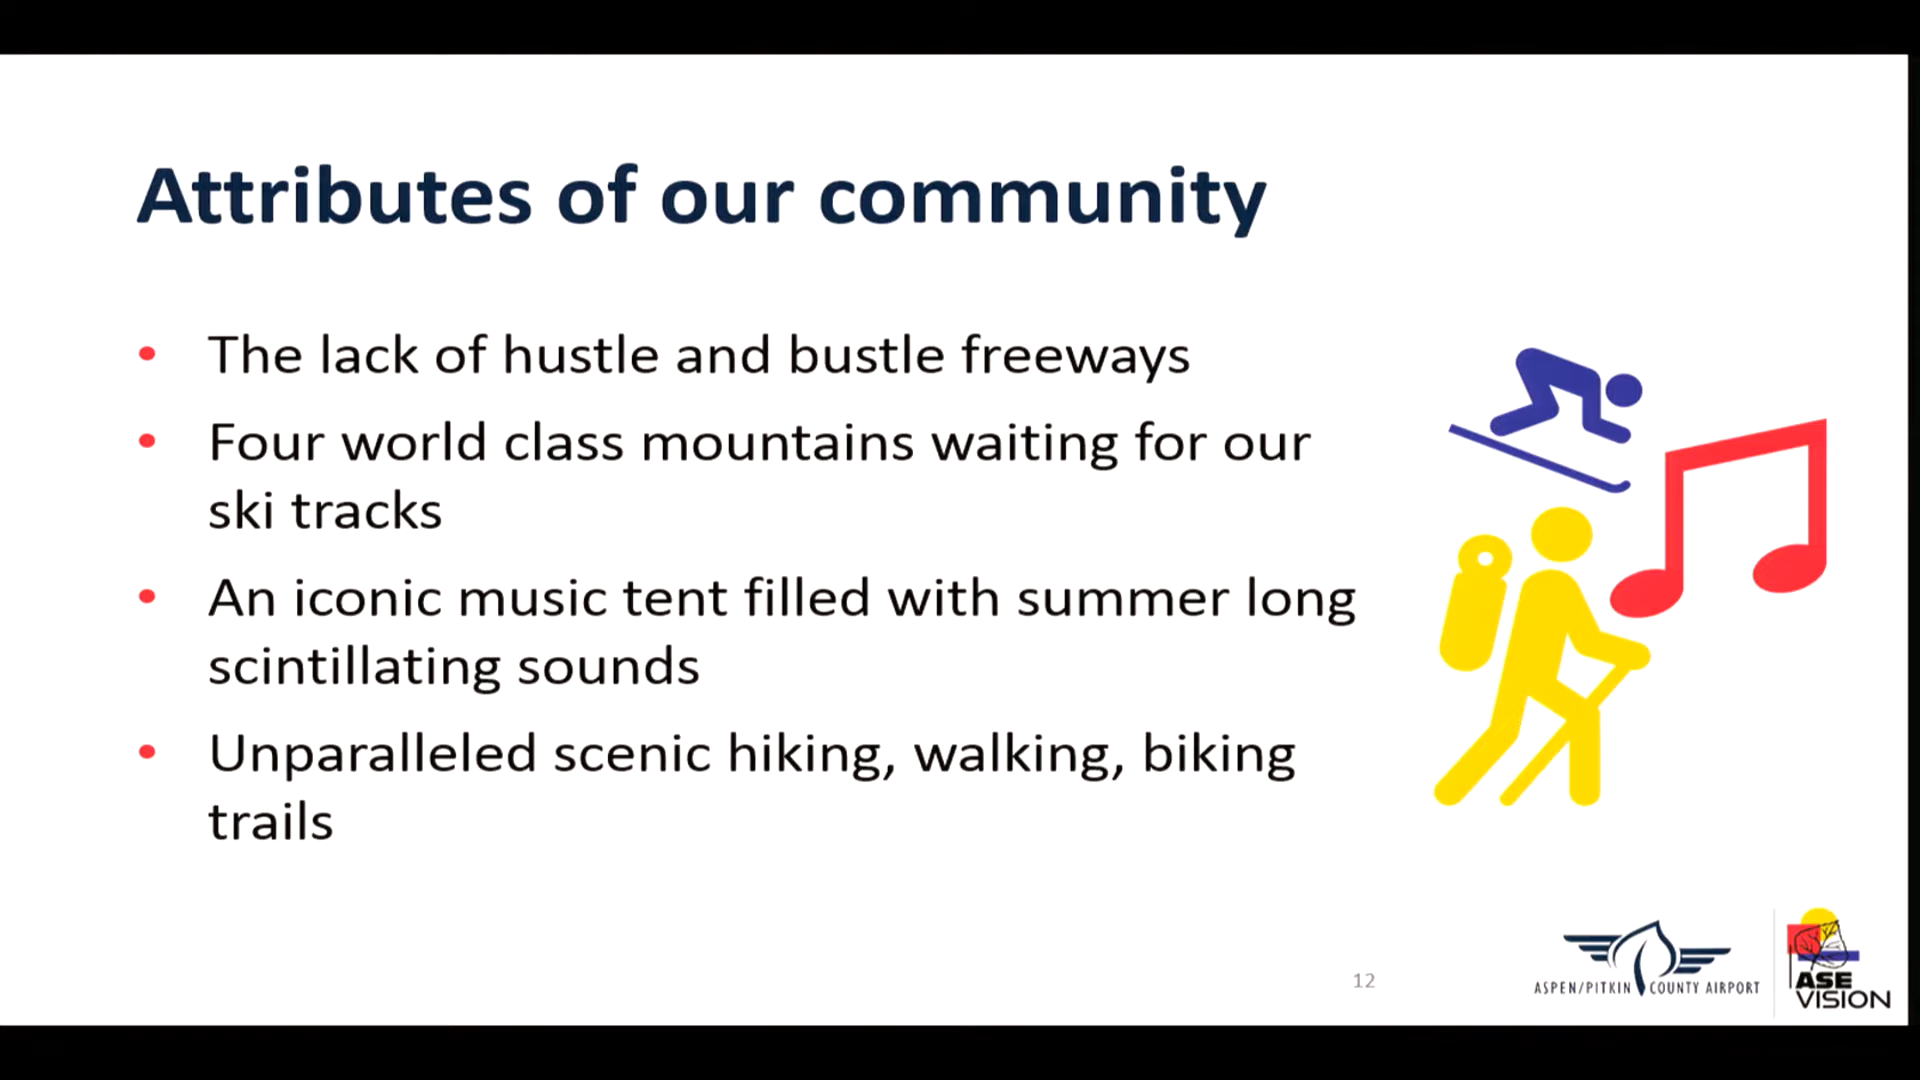 Attributes of our community
• The lack of hustle and bustle freeways
• Four world class mountains waiting for our
ski tracks
• An iconic music tent filled with summer long
scintillating sounds
• Unparalleled scenic hiking, walking, biking
trails
12
ASPEN/PITKIN COUNTY AIRPORT
ASE
VISION